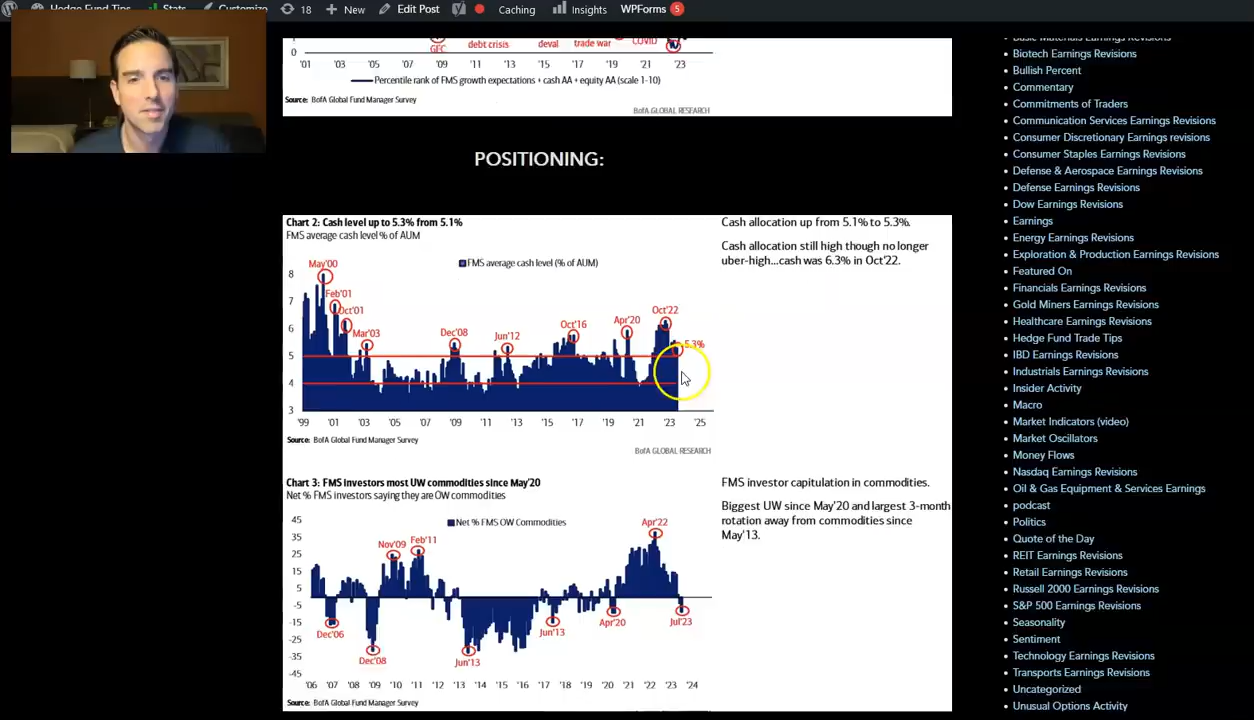 Hedge Fund Tips Stats Customize 18 New Edit Post Caching Insights WPForms 5
0
GFC debt crisis deval trade war COVID
'01 '03 '05 '07 '09 '11 '13 '15 '17 '19 '21 '23
Percentile rank of FMS growth expectations + cash AA + equity AA (scale 1-10)
Source: BofA Global Fund Manager Survey
BofA GLOBAL RESEARCH
POSITIONING:
Chart 2: Cash level up to 5.3% from 5.1%
FMS average cash level % of AUM
FMS average cash level (% of AUM)
8
7
6
5
4
3
May'00
Feb'01
Oct'01
Mar'03
Dec'08
Jun'12
Oct'16
Apr'20
Oct'22
5.3%
'99 '01 '03 '05 '07 '09 '11 '13 '15 '17 '19 '21 '23 '25
Source: BofA Global Fund Manager Survey
BofA GLOBAL RESEARCH
Cash allocation up from 5.1% to 5.3%.
Cash allocation still high though no longer
uber-high...cash was 6.3% in Oct'22.
Chart 3: FMS investors most UW commodities since May'20
Net % FMS investors saying they are OW commodities
Net % FMS OW Commodities
45
35
25
15
5
-5
-15
-25
-35
-45
Dec'06
Dec'08
Nov'09
Feb'11
Jun'13
Jun'13
Apr'20
Apr'22
Jul'23
'06 '07 '08 '09 '10 '11 '12 '13 '14 '15 '16 '17 '18 '19 '20 '21 '22 '23 '24
Source: BofA Global Fund Manager Survey
FMS investor capitulation in commodities.
Biggest UW since May'20 and largest 3-month
rotation away from commodities since
May'13.
Basic Materials Earnings Revisions
Biotech Earnings Revisions
Bullish Percent
Commentary
Commitments of Traders
Communication Services Earnings Revisions
Consumer Discretionary Earnings revisions
Consumer Staples Earnings Revisions
Defense & Aerospace Earnings Revisions
Defense Earnings Revisions
Dow Earnings Revisions
Earnings
Energy Earnings Revisions
Exploration & Production Earnings Revisions
Featured On
Financials Earnings Revisions
Gold Miners Earnings Revisions
Healthcare Earnings Revisions
Hedge Fund Trade Tips
IBD Earnings Revisions
Industrials Earnings Revisions
Insider Activity
Macro
Market Indicators (video)
Market Oscillators
Money Flows
Nasdaq Earnings Revisions
Oil & Gas Equipment & Services Earnings
podcast
Politics
Quote of the Day
REIT Earnings Revisions
Retail Earnings Revisions
Russell 2000 Earnings Revisions
S&P 500 Earnings Revisions
Seasonality
Sentiment
Technology Earnings Revisions
Transports Earnings Revisions
Uncategorized
Unusual Options Activity